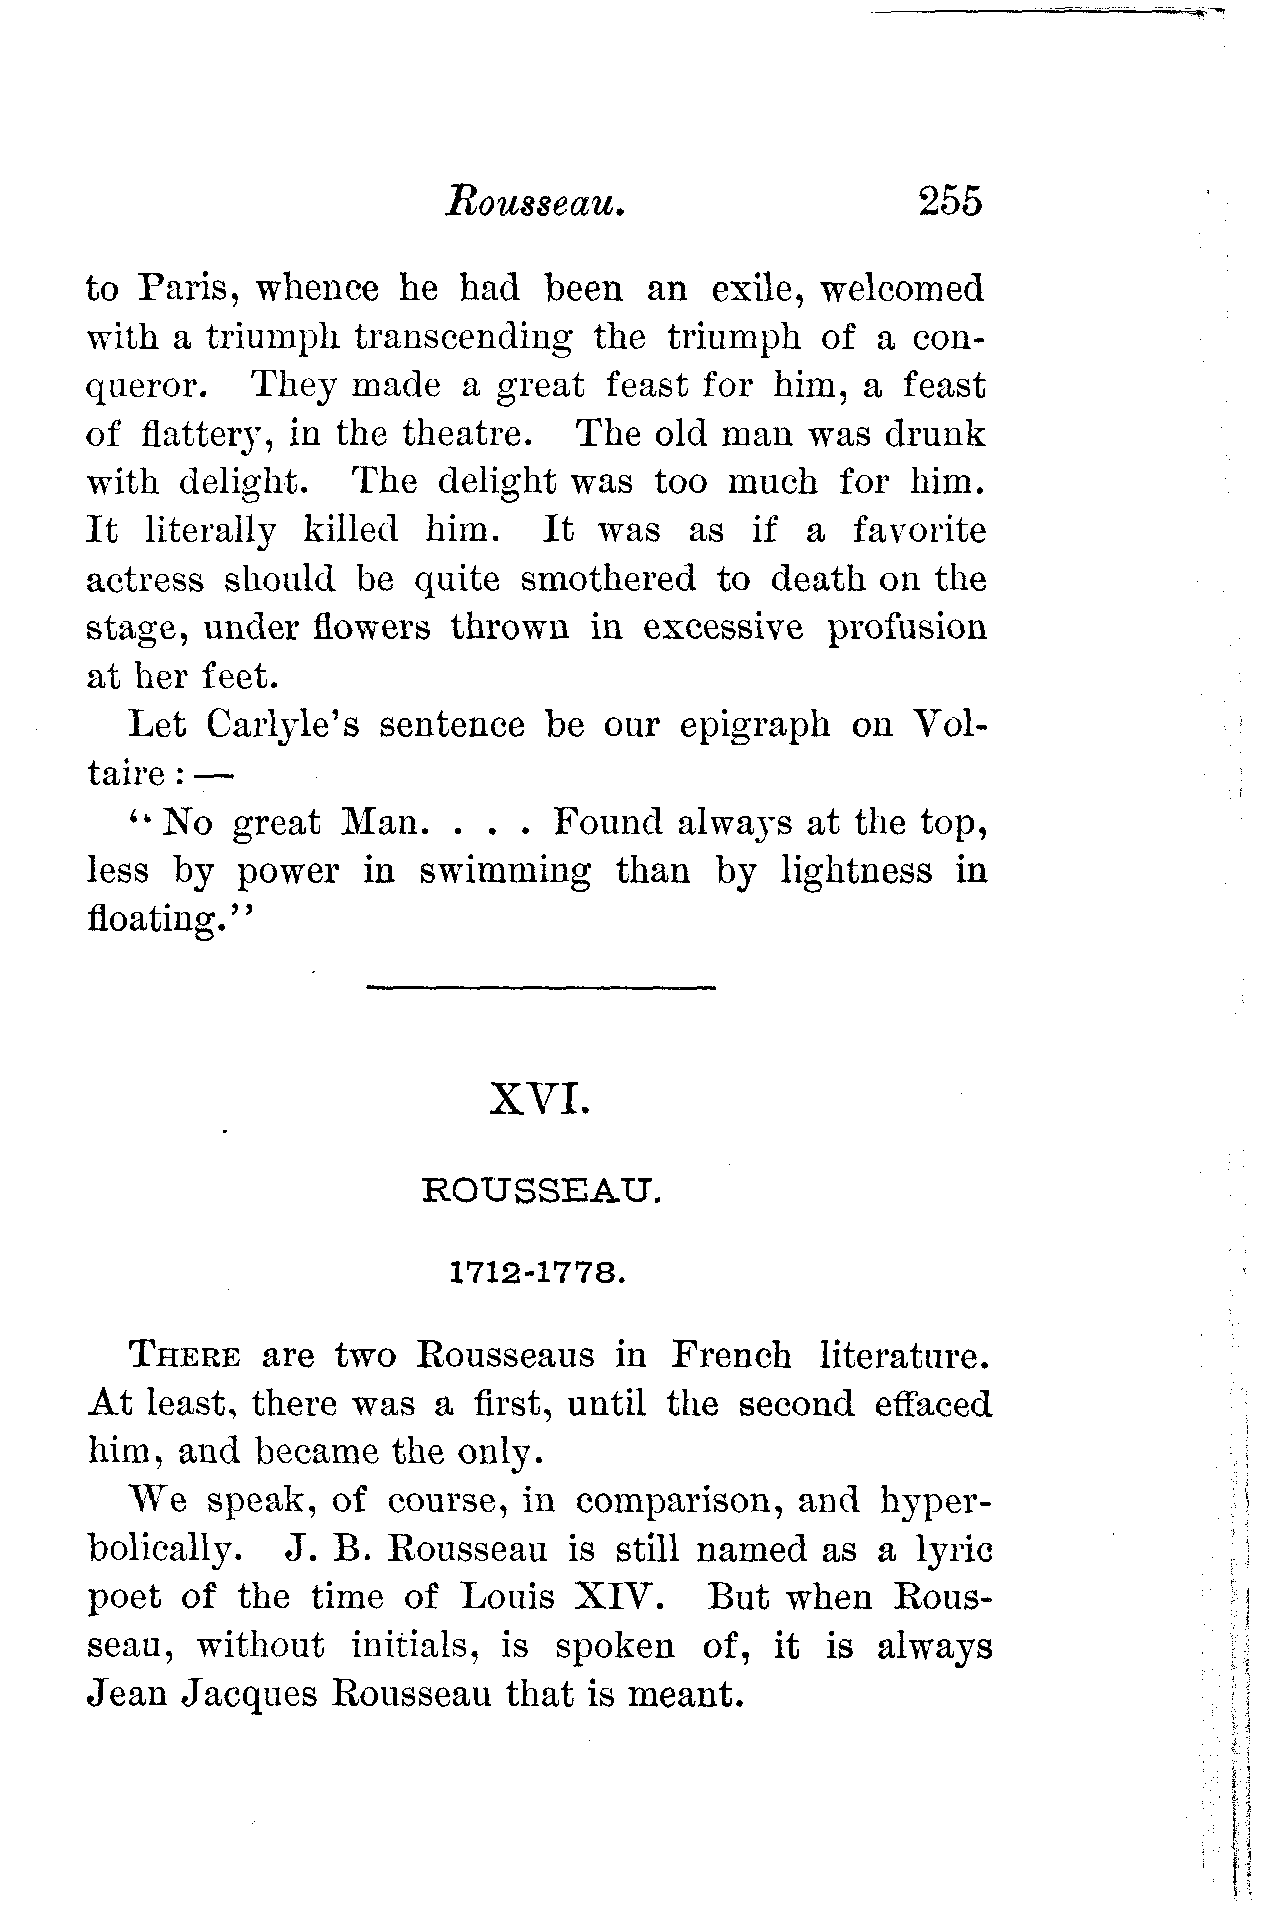 Rousseau. 255
to Paris, whence he had been an exile, welcomed
with a triumph transcending the triumph of a con-
queror. They made a great feast for him, a feast
of flattery, in the theatre. The old man was drunk
with delight. The delight was too much for him.
It literally killed him. It was as if a favorite
actress should be quite smothered to death on the
stage, under flowers thrown in excessive profusion
at her feet.
Let Carlyle's sentence be our epigraph on Vol-
taire : —
“ No great Man. . . . Found always at the top,
less by power in swimming than by lightness in
floating.”
XVI.
ROUSSEAU.
1712-1778.
THERE are two Rousseaus in French literature.
At least, there was a first, until the second effaced
him, and became the only.
We speak, of course, in comparison, and hyper-
bolically. J. B. Rousseau is still named as a lyric
poet of the time of Louis XIV. But when Rous-
seau, without initials, is spoken of, it is always
Jean Jacques Rousseau that is meant.